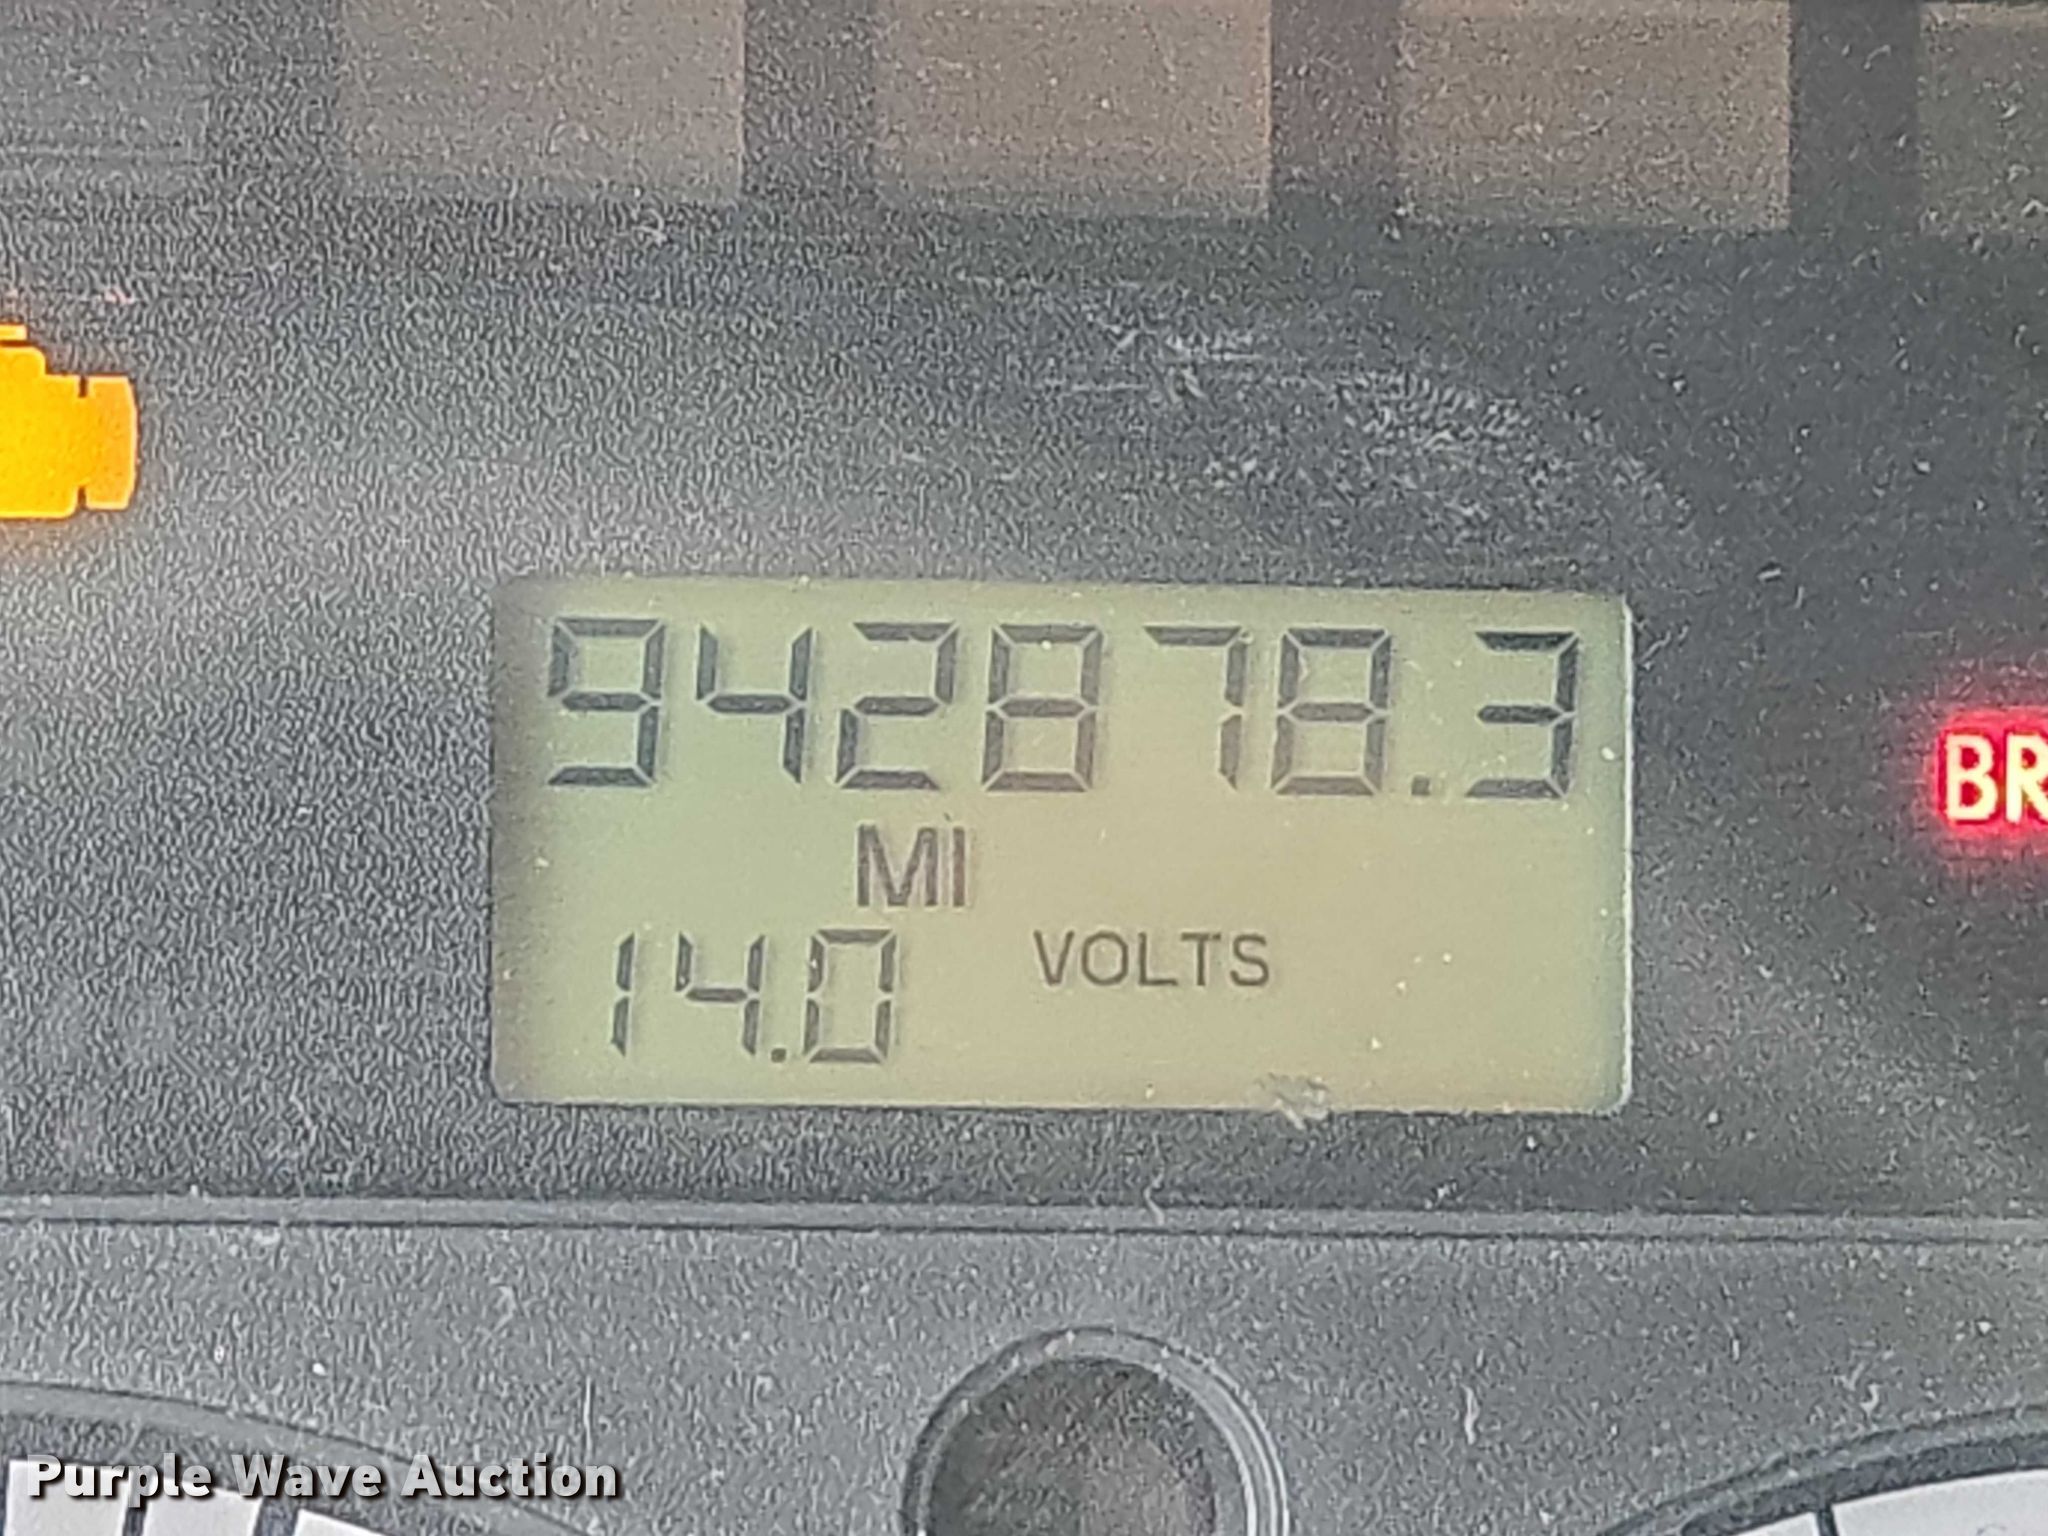 942878.3
BR
MI
14.0 VOLTS
Purple Wave Auction